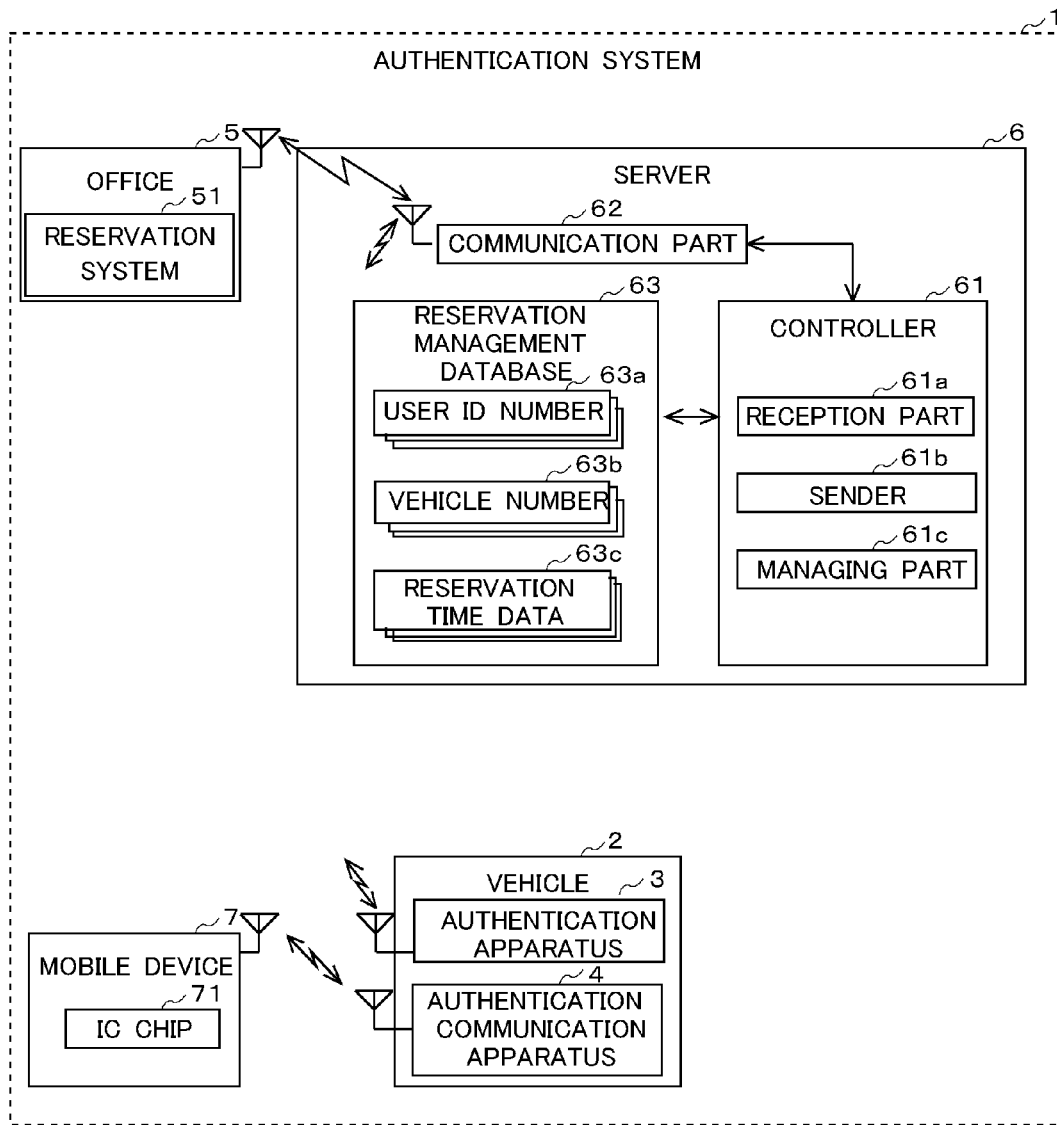 1
AUTHENTICATION SYSTEM
5
OFFICE
51
RESERVATION
SYSTEM
6
SERVER
62
COMMUNICATION PART
63
RESERVATION
MANAGEMENT
DATABASE
63a
USER ID NUMBER
63b
VEHICLE NUMBER
63c
RESERVATION
TIME DATA
61
CONTROLLER
61a
RECEPTION PART
61b
SENDER
61c
MANAGING PART
7
MOBILE DEVICE
71
IC CHIP
2
VEHICLE
3
AUTHENTICATION
APPARATUS
4
AUTHENTICATION
COMMUNICATION
APPARATUS